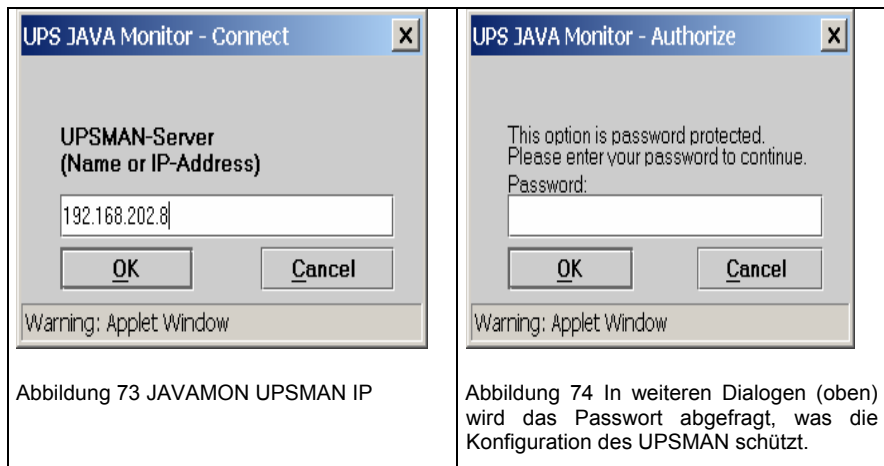 UPS JAVA Monitor - Connect
UPSMAN-Server
(Name or IP-Address)
192.168.202.8
OK
Cancel
Warning: Applet Window
Abbildung 73 JAVAMON UPSMAN IP
UPS JAVA Monitor - Authorize
This option is password protected.
Please enter your password to continue.
Password:
OK
Cancel
Warning: Applet Window
Abbildung 74 In weiteren Dialogen (oben)
wird das Passwort abgefragt, was die
Konfiguration des UPSMAN schützt.